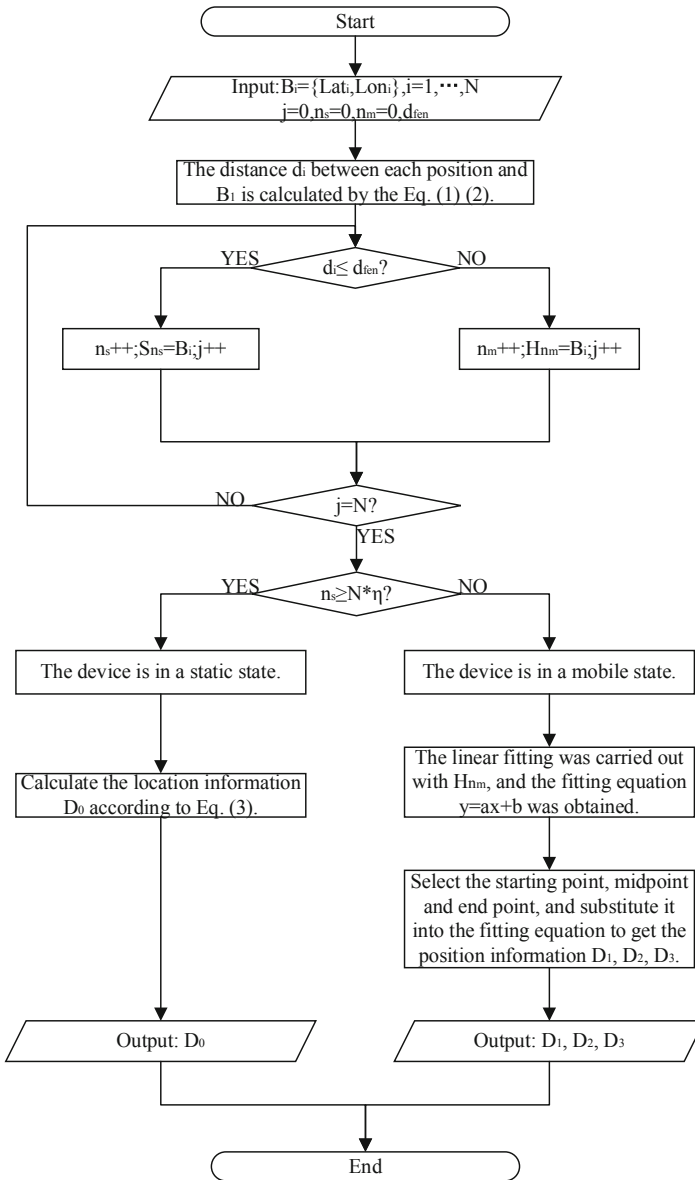 Start
Input:Bi={Lati,Loni},i=1,⋯,N
j=0,ns=0,nm=0,dfen
The distance di between each position and
B1 is calculated by the Eq. (1) (2).
YES
di≤ dfen?
NO
ns++;Sns=Bi;j++
nm++;Hnm=Bi;j++
NO
j=N?
YES
YES
ns≥N*η?
NO
The device is in a static state.
The device is in a mobile state.
Calculate the location information
D0 according to Eq. (3).
The linear fitting was carried out
with Hnm, and the fitting equation
y=ax+b was obtained.
Select the starting point, midpoint
and end point, and substitute it
into the fitting equation to get the
position information D1, D2, D3.
Output: D0
Output: D1, D2, D3
End